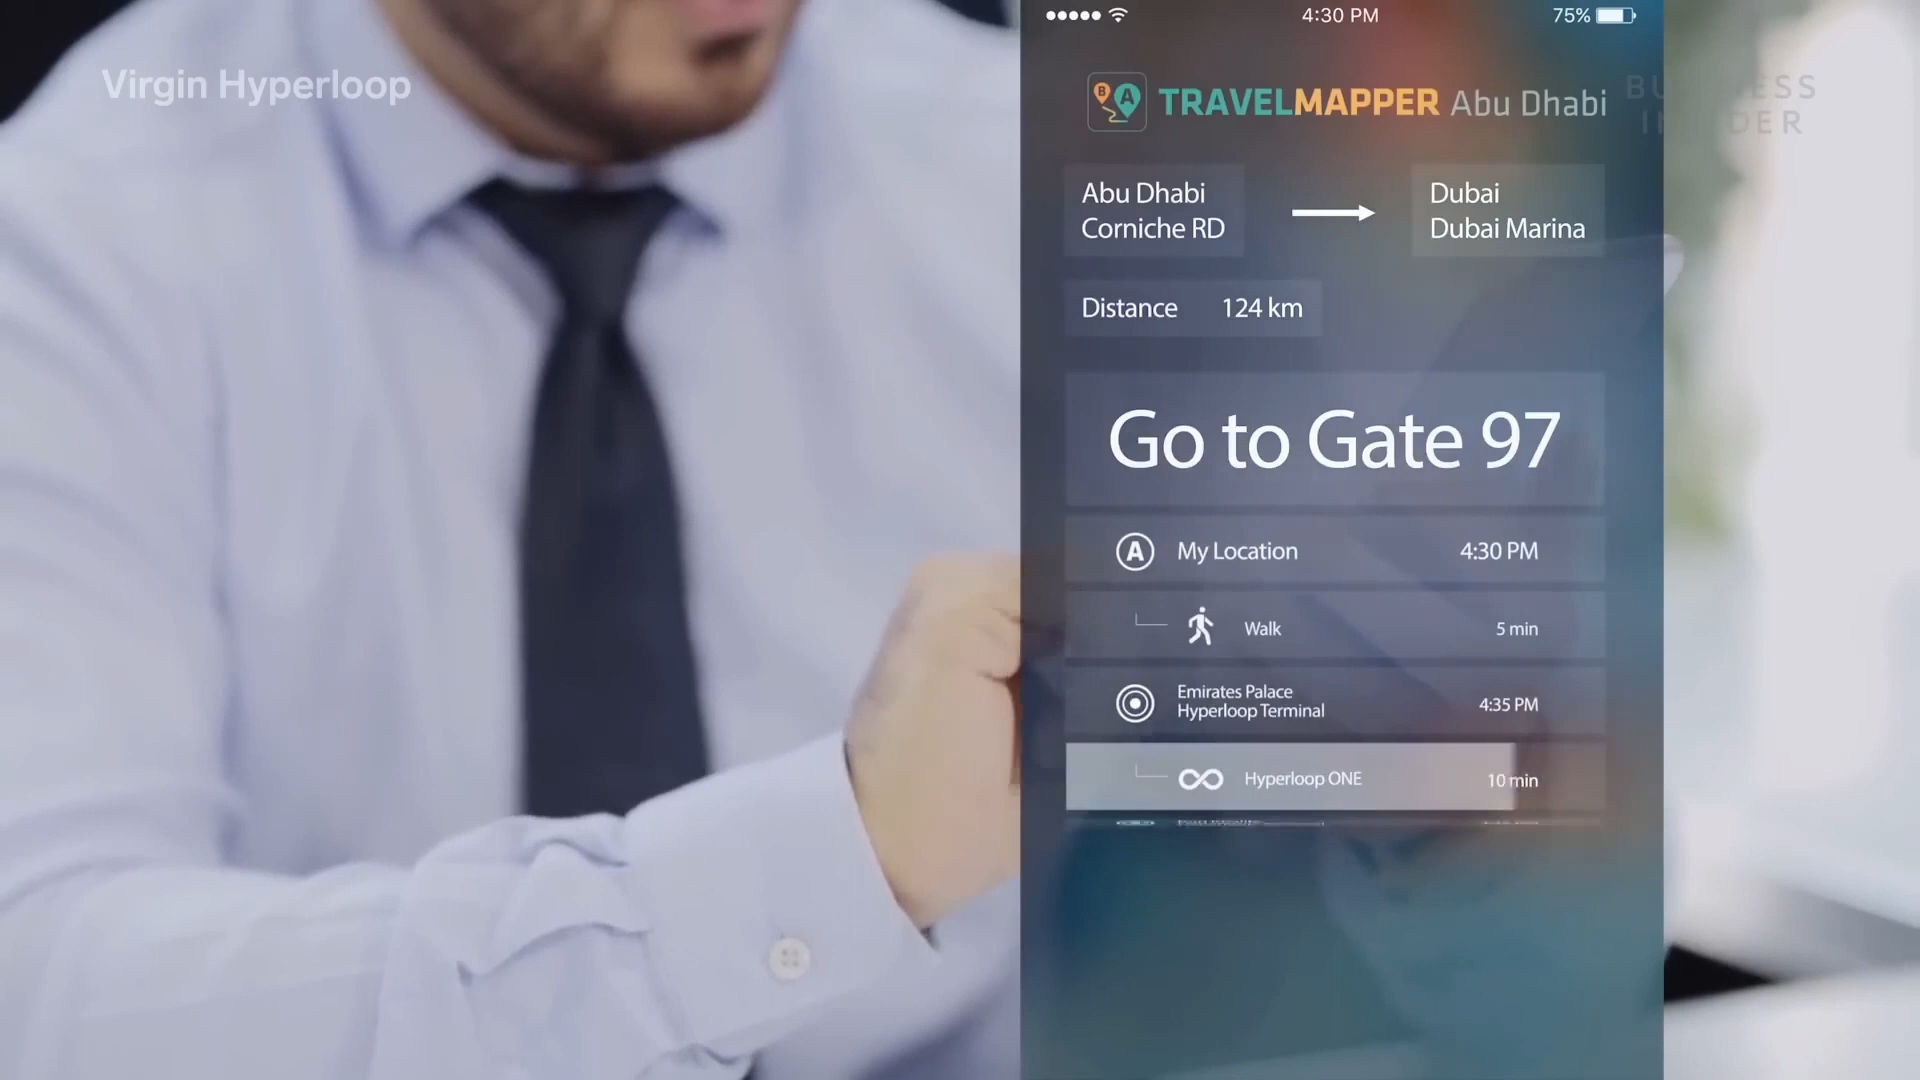 Virgin Hyperloop
4:30 PM
75%
B
A
TRAVELMAPPER Abu Dhabi
Abu Dhabi
Corniche RD
Dubai
Dubai Marina
Distance 124 km
Go to Gate 97
A My Location 4:30 PM
Walk 5 min
Emirates Palace
Hyperloop Terminal
4:35 PM
Hyperloop ONE 10 min